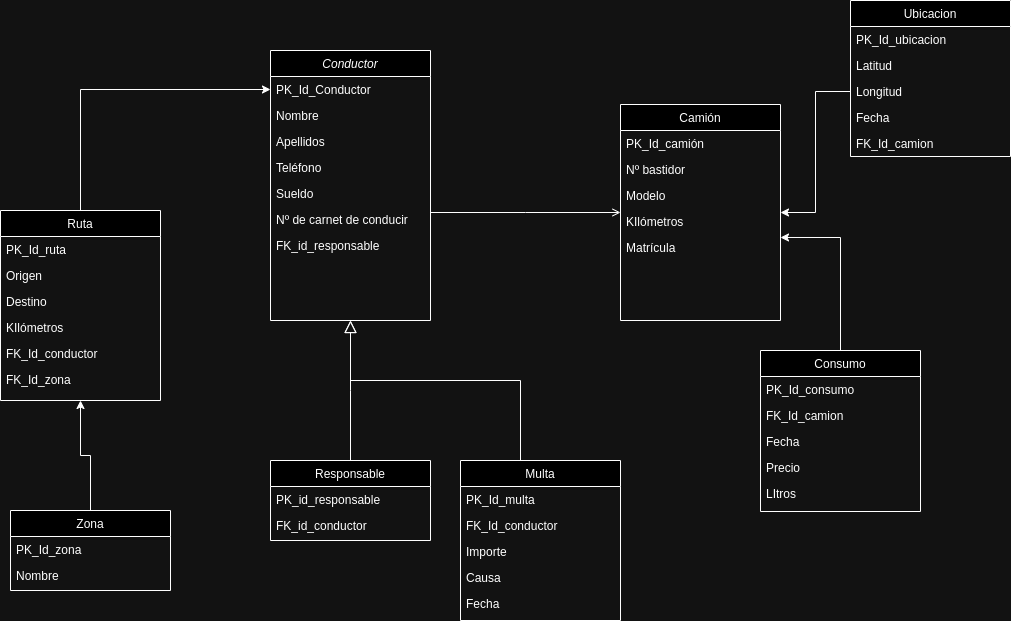 Ubicacion
PK_Id_ubicacion
Latitud
Longitud
Fecha
FK_Id_camion
Conductor
PK_Id_Conductor
Nombre
Apellidos
Teléfono
Sueldo
Nº de carnet de conducir
FK_id_responsable
Camión
PK_Id_camión
Nº bastidor
Modelo
KIlómetros
Matrícula
Ruta
PK_Id_ruta
Origen
Destino
KIlómetros
FK_Id_conductor
FK_Id_zona
Consumo
PK_Id_consumo
FK_Id_camion
Fecha
Precio
LItros
Responsable
PK_id_responsable
FK_id_conductor
Multa
PK_Id_multa
FK_Id_conductor
Importe
Causa
Fecha
Zona
PK_Id_zona
Nombre